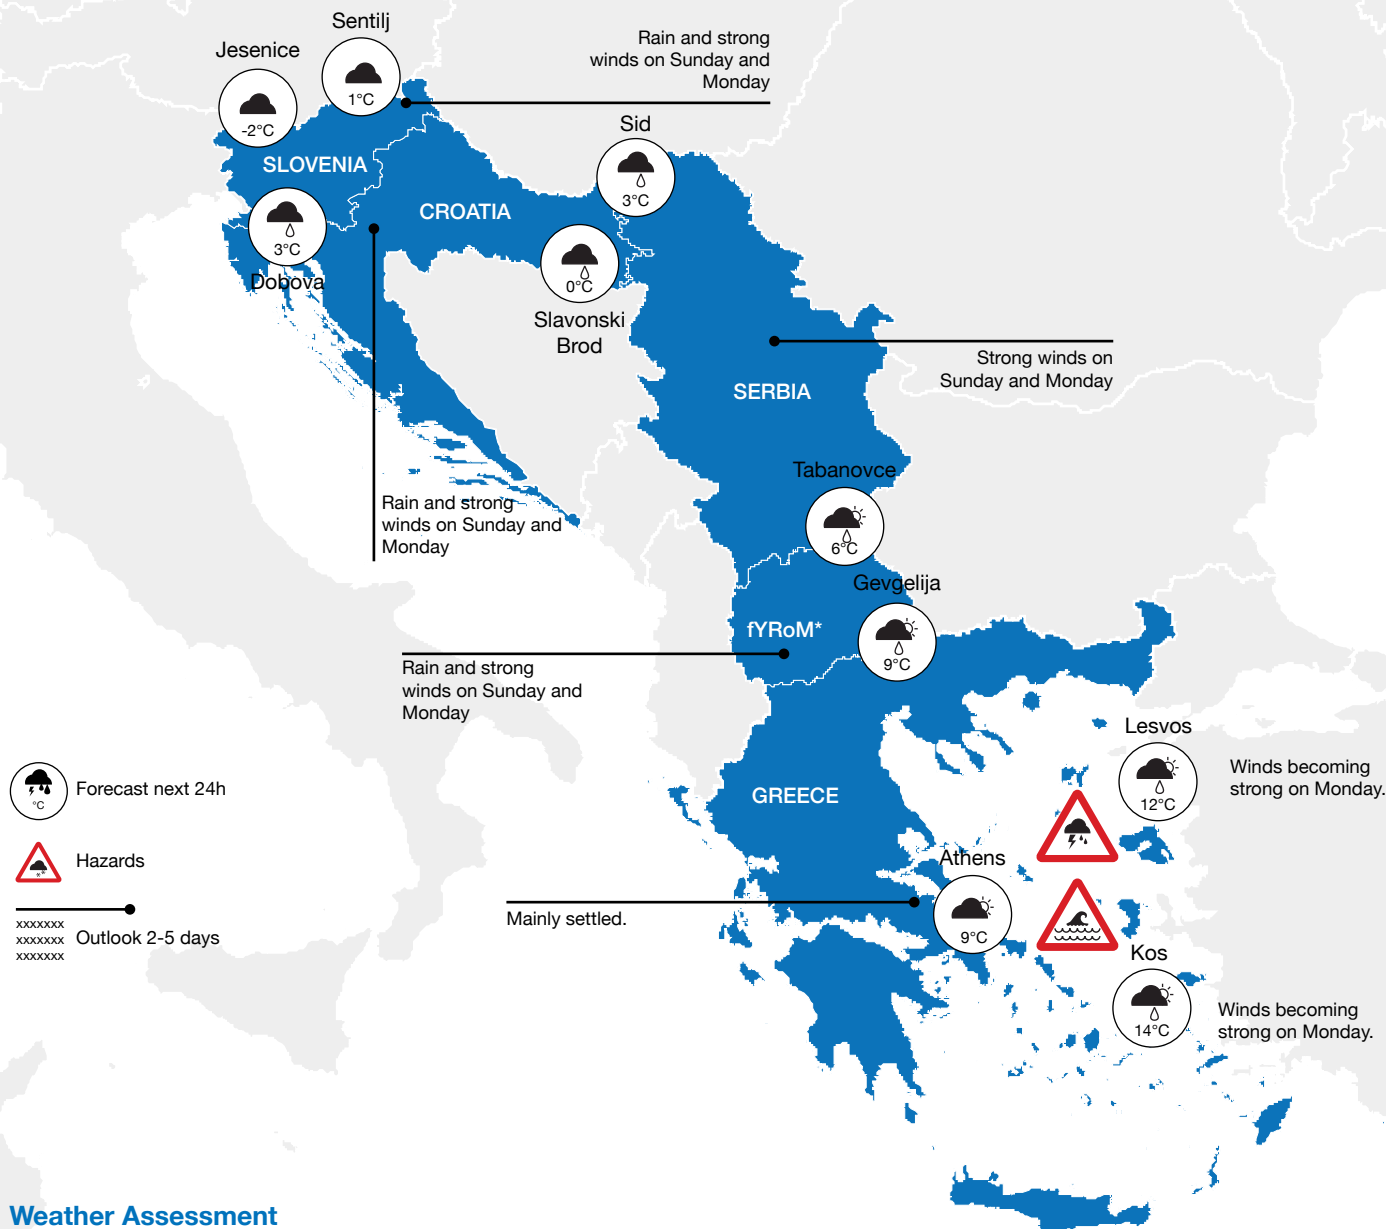 Sentilj
1°C
Jesenice
-2°C
Rain and strong
winds on Sunday and
Monday
Sid
3°C
SLOVENIA
CROATIA
3°C
Dobova
0°C
Slavonski
Brod
Strong winds on
Sunday and Monday
SERBIA
Tabanovce
6°C
Rain and strong
winds on Sunday and
Monday
Gevgelija
9°C
fYRoM*
Rain and strong
winds on Sunday and
Monday
Lesvos
12°C
Winds becoming
strong on Monday.
GREECE
°C
Forecast next 24h
Hazards
xxxxxxx
xxxxxxx
xxxxxxx
Outlook 2-5 days
Athens
9°C
Mainly settled.
Kos
14°C
Winds becoming
strong on Monday.
Weather Assessment